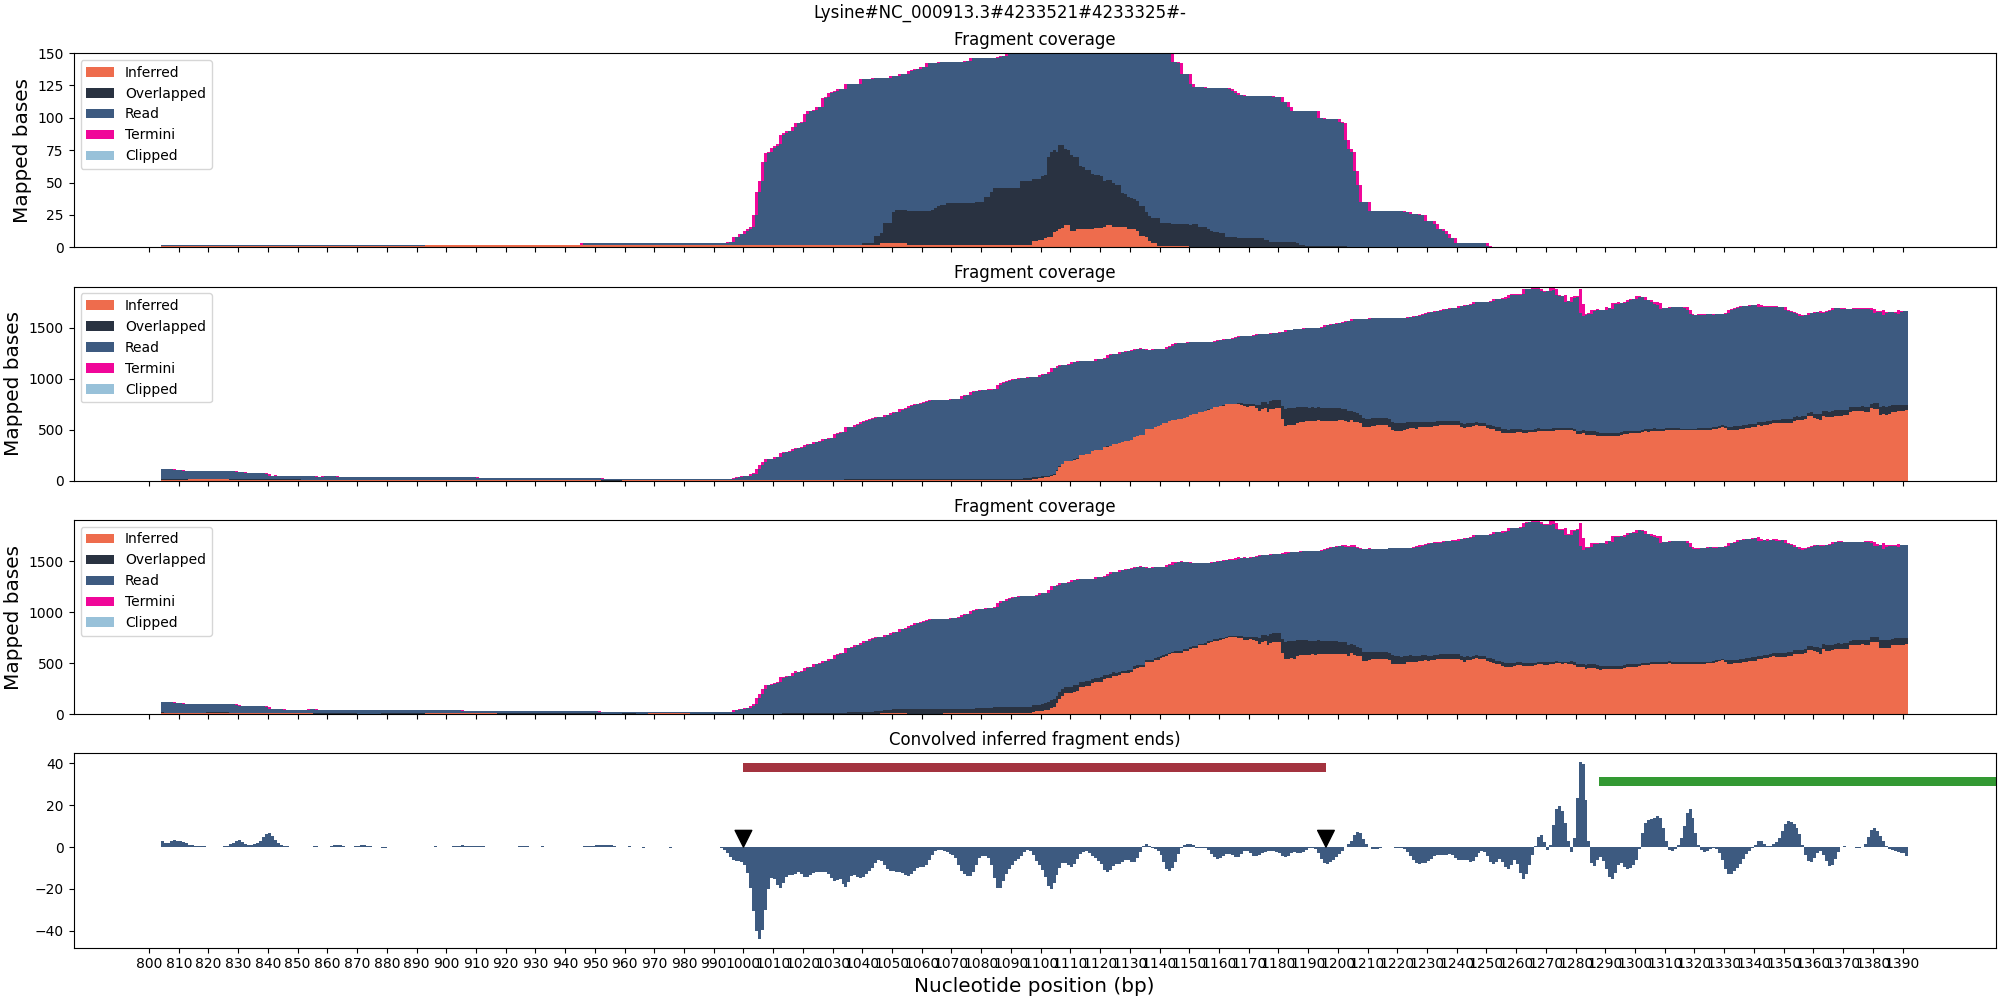 Lysine#NC_000913.3#4233521#4233325#-
Fragment coverage
Mapped bases
150
125
100
75
50
25
0
Inferred
Overlapped
Read
Termini
Clipped
Fragment coverage
Mapped bases
1500
1000
500
0
Inferred
Overlapped
Read
Termini
Clipped
Fragment coverage
Mapped bases
1500
1000
500
0
Inferred
Overlapped
Read
Termini
Clipped
Convolved inferred fragment ends)
40
20
0
−20
−40
800 810 820 830 840 850 860 870 880 890 900 910 920 930 940 950 960 970 980 990 1000 1010 1020 1030 1040 1050 1060 1070 1080 1090 1100 1110 1120 1130 1140 1150 1160 1170 1180 1190 1200 1210 1220 1230 1240 1250 1260 1270 1280 1290 1300 1310 1320 1330 1340 1350 1360 1370 1380 1390
Nucleotide position (bp)